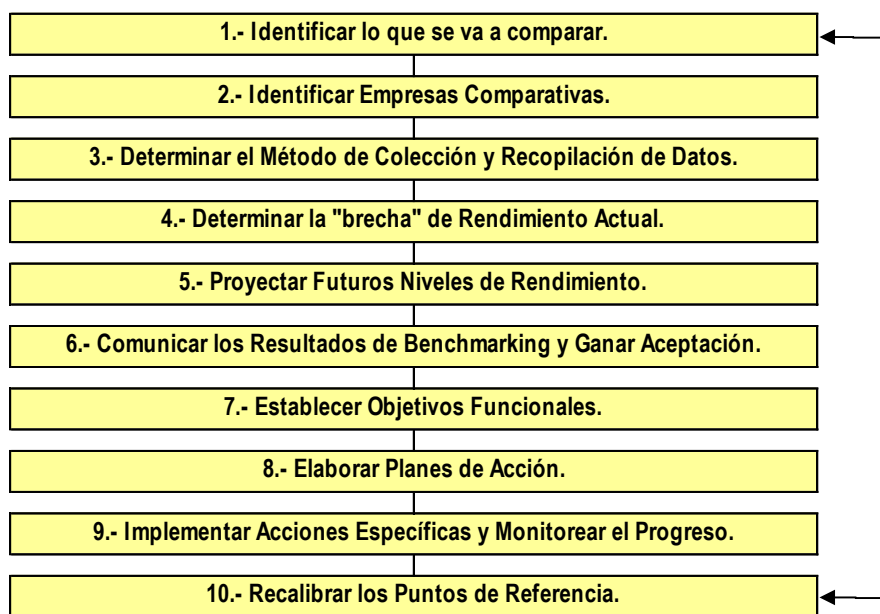 1.- Identificar lo que se va a comparar.
2.- Identificar Empresas Comparativas.
3.- Determinar el Método de Colección y Recopilación de Datos.
4.- Determinar la "brecha" de Rendimiento Actual.
5.- Proyectar Futuros Niveles de Rendimiento.
6.- Comunicar los Resultados de Benchmarking y Ganar Aceptación.
7.- Establecer Objetivos Funcionales.
8.- Elaborar Planes de Acción.
9.- Implementar Acciones Específicas y Monitorear el Progreso.
10.- Recalibrar los Puntos de Referencia.